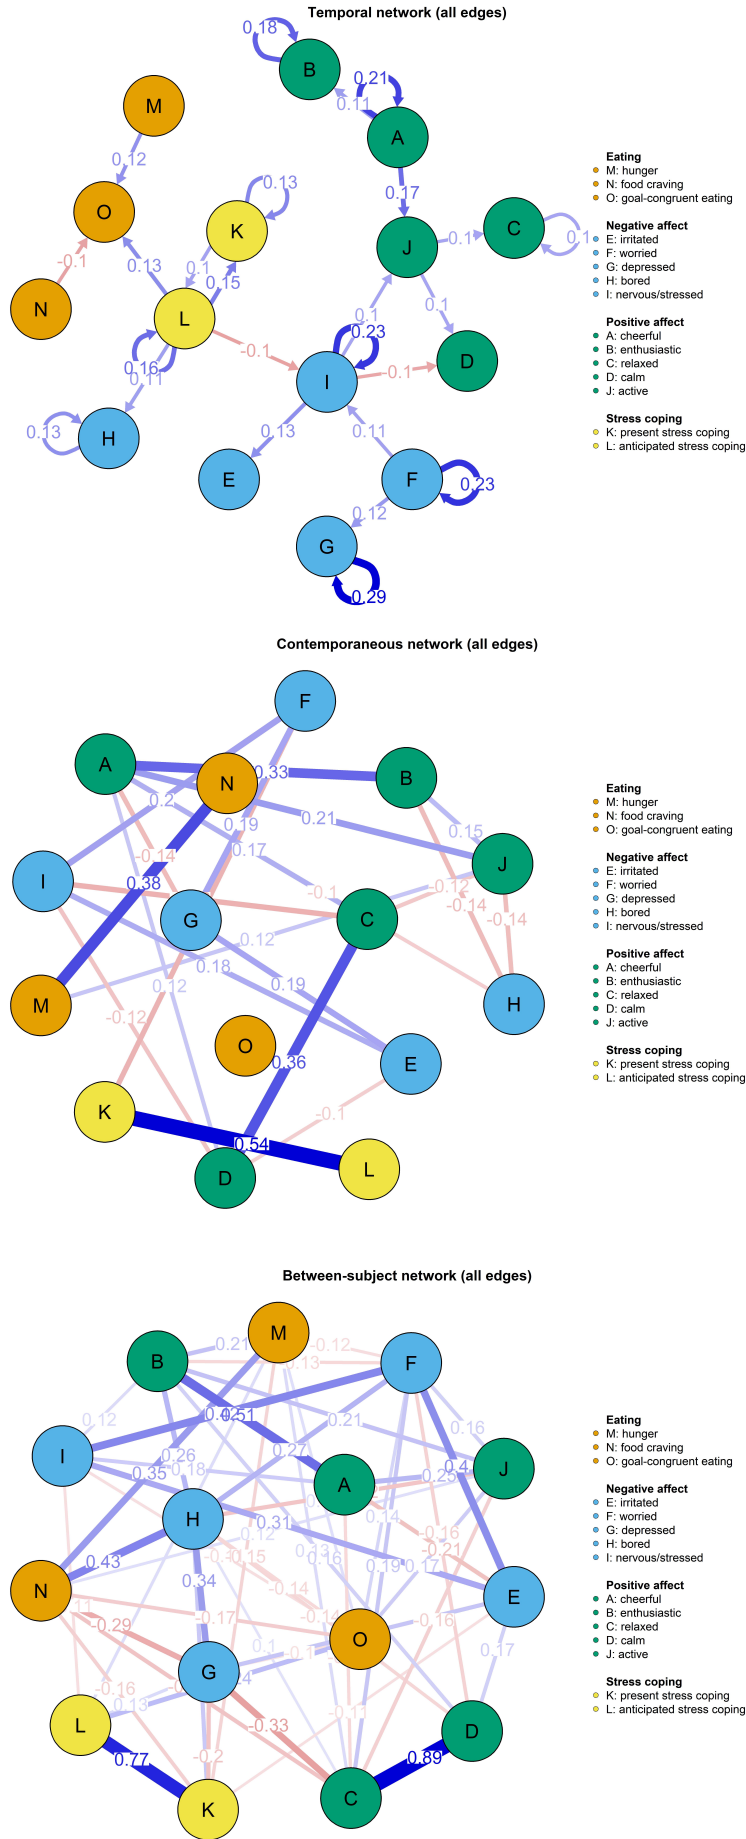 Temporal network (all edges)
0.18
B
0.21
0.11
M
A
Eating
M: hunger
N: food craving
O: goal-congruent eating
0.12
0.13
0.17
O
K
C
J
0.1
0.1
Negative affect
E: irritated
F: worried
G: depressed
H: bored
I: nervous/stressed
0.13
-0.1
0.1
0.15
N
L
0.1
0.1
0.23
Positive affect
A: cheerful
B: enthusiastic
C: relaxed
D: calm
J: active
-0.1
D
0.16
0.11
I
-0.1
Stress coping
K: present stress coping
L: anticipated stress coping
0.13
H
0.13
0.11
E
F
0.23
0.12
G
0.29
Contemporaneous network (all edges)
F
A
N
0.33
B
Eating
M: hunger
N: food craving
O: goal-congruent eating
0.2
0.19
0.21
0.15
-0.14
0.17
J
Negative affect
E: irritated
F: worried
G: depressed
H: bored
I: nervous/stressed
I
0.38
-0.1
-0.12
-0.14
-0.14
G
C
0.12
0.18
0.19
0.12
M
H
Positive affect
A: cheerful
B: enthusiastic
C: relaxed
D: calm
J: active
-0.12
O
0.36
E
Stress coping
K: present stress coping
L: anticipated stress coping
K
-0.1
0.54
D
L
Between-subject network (all edges)
M
0.21
-0.12
B
F
0.12
0.51
0.21
0.16
Eating
M: hunger
N: food craving
O: goal-congruent eating
I
0.26
0.27
0.35
0.18
0.25
0.4
J
A
Negative affect
E: irritated
F: worried
G: depressed
H: bored
I: nervous/stressed
H
0.31
0.14
0.12
-0.16
0.43
-0.15
-0.21
0.16
0.19
0.17
0.34
-0.14
N
E
Positive affect
A: cheerful
B: enthusiastic
C: relaxed
D: calm
J: active
-0.29
-0.17
-0.14
-0.16
O
0.1
-0.1
0.17
G
-0.16
0.13
Stress coping
K: present stress coping
L: anticipated stress coping
L
-0.33
-0.11
D
0.77
-0.2
0.89
K
C